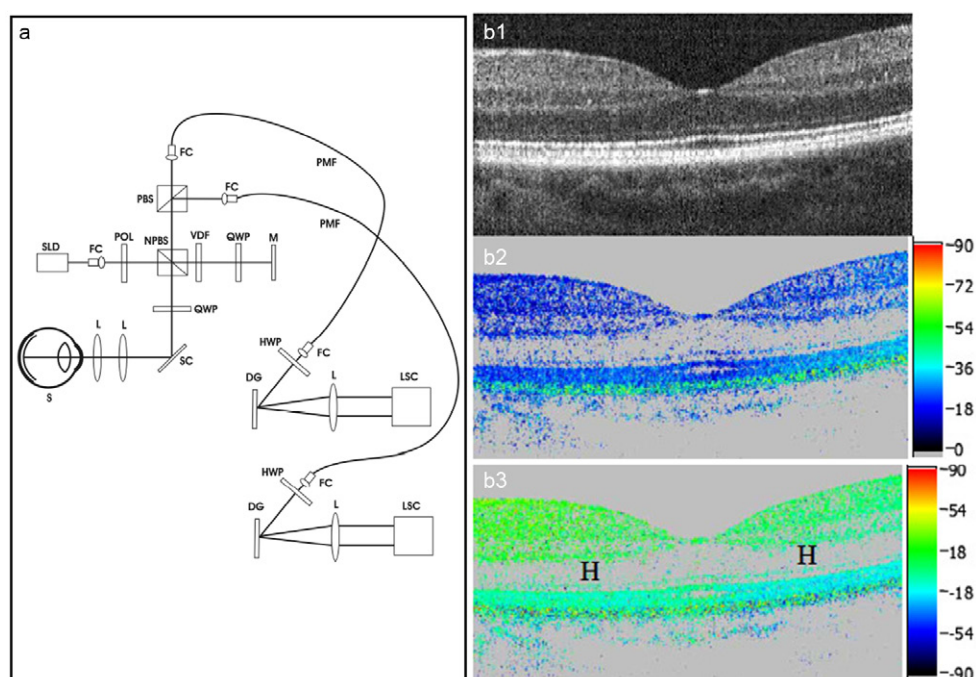 a
FC
PMF
FC
PBS
PMF
SLD
FC
POL
NPBS
VDF
QWP
M
QWP
L
L
S
SC
HWP
FC
DG
L
LSC
HWP
FC
DG
L
LSC
b1
b2
90
72
54
36
18
0
b3
H
H
90
54
18
-18
-54
-90